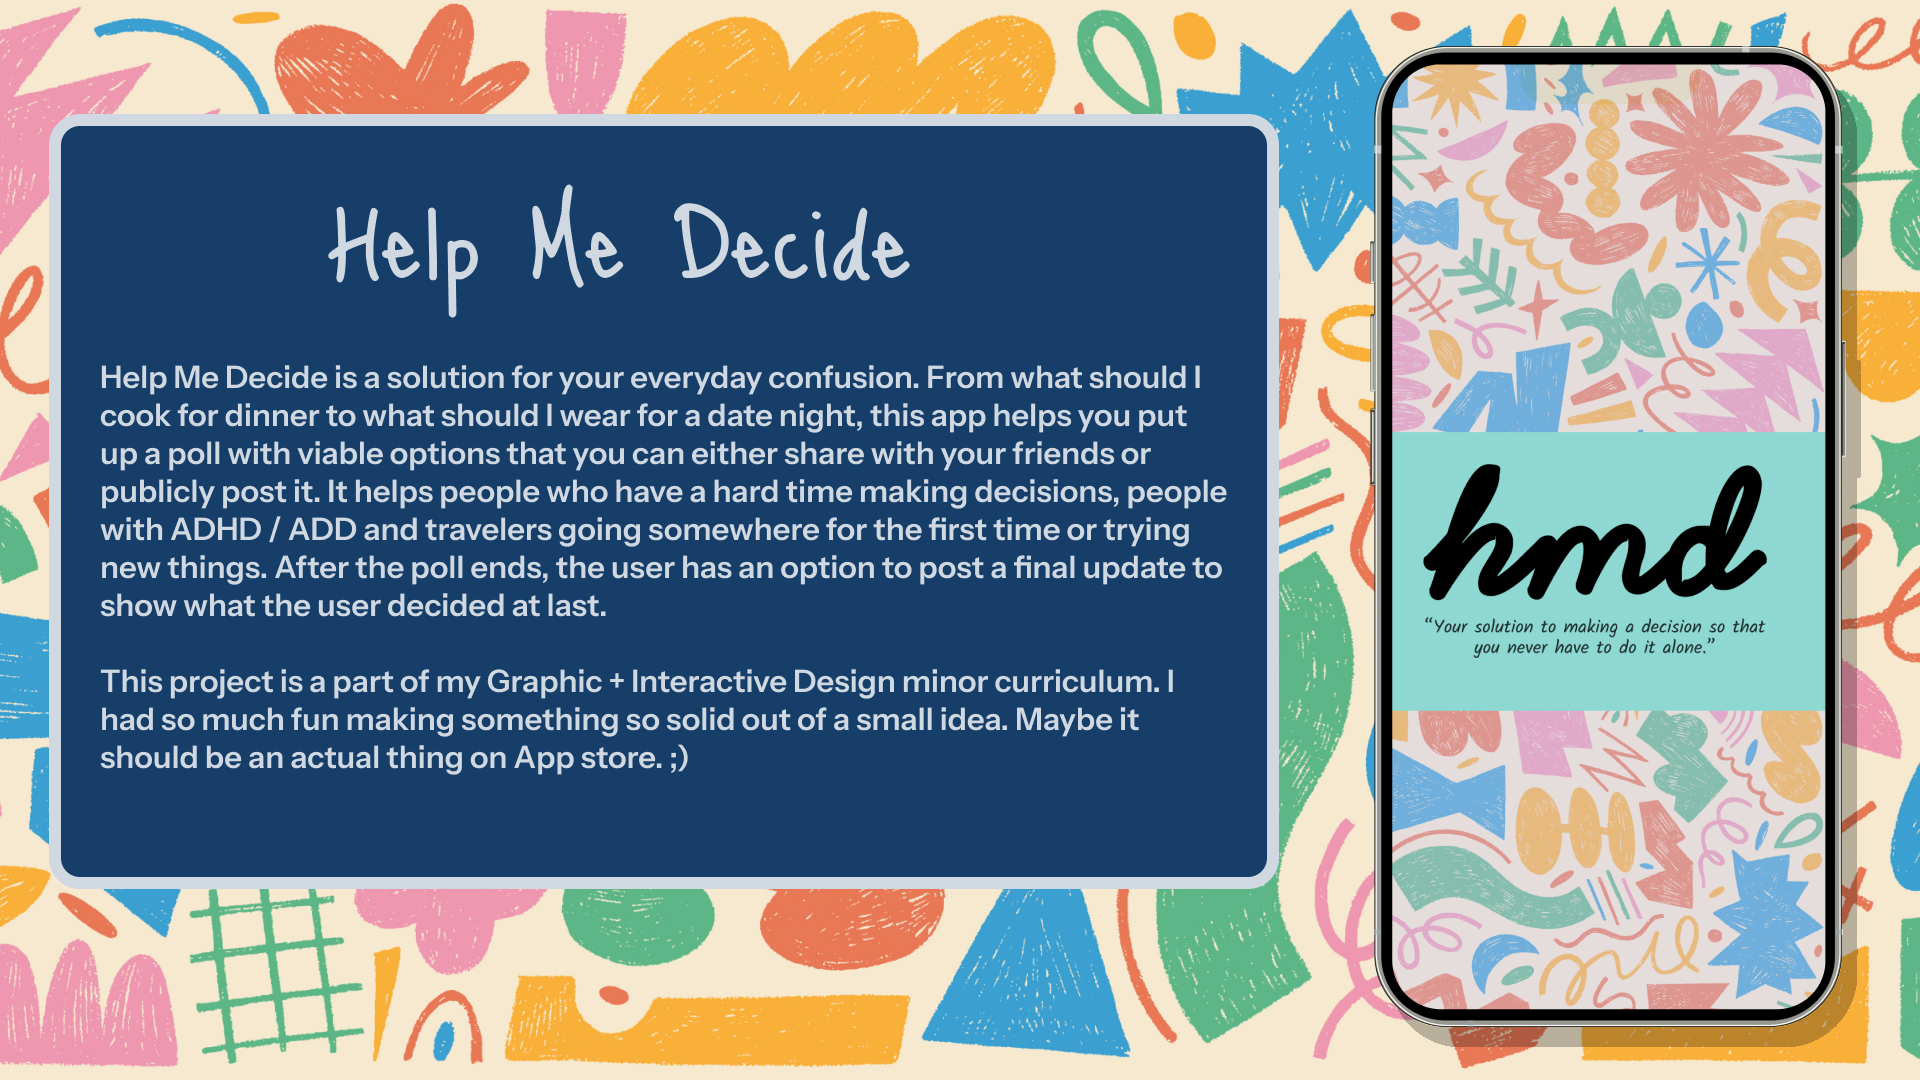 Help Me Decide
Help Me Decide is a solution for your everyday confusion. From what should I
cook for dinner to what should I wear for a date night, this app helps you put
up a poll with viable options that you can either share with your friends or
publicly post it. It helps people who have a hard time making decisions, people
with ADHD / ADD and travelers going somewhere for the first time or trying
new things. After the poll ends, the user has an option to post a final update to
show what the user decided at last.
This project is a part of my Graphic + Interactive Design minor curriculum. I
had so much fun making something so solid out of a small idea. Maybe it
should be an actual thing on App store. ;)
hmd
“Your solution to making a decision so that
you never have to do it alone.”